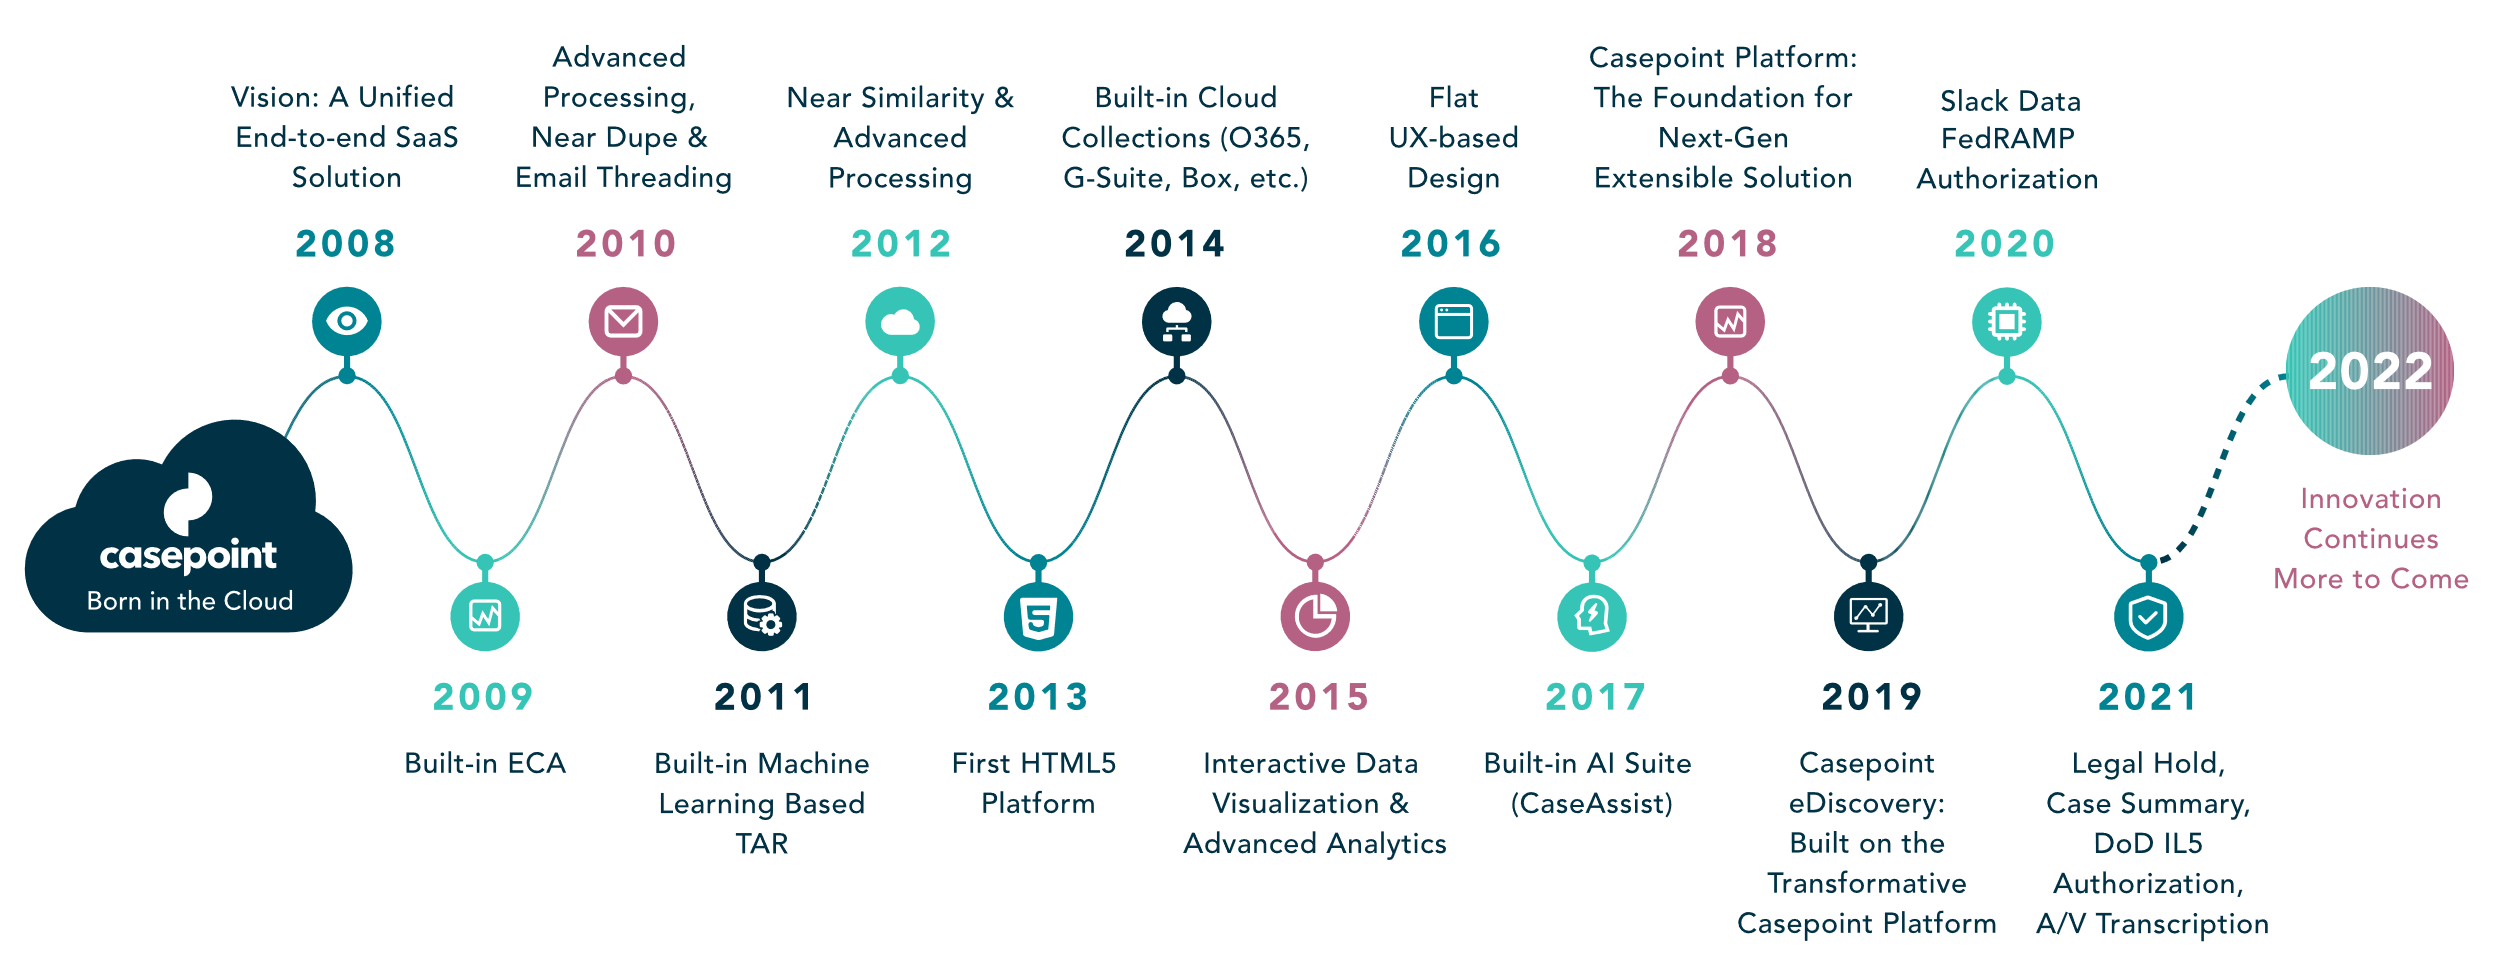 casepoint
Born in the Cloud
Vision: A Unified
End-to-end SaaS
Solution
2008
2009
Built-in ECA
Advanced
Processing,
Near Dupe &
Email Threading
2010
2011
Built-in Machine
Learning Based
TAR
Near Similarity &
Advanced
Processing
2012
2013
First HTML5
Platform
Built-in Cloud
Collections (O365,
G-Suite, Box, etc.)
2014
2015
Interactive Data
Visualization &
Advanced Analytics
Flat
UX-based
Design
2016
2017
Built-in AI Suite
(CaseAssist)
Casepoint Platform:
The Foundation for
Next-Gen
Extensible Solution
2018
2019
Casepoint
eDiscovery:
Built on the
Transformative
Casepoint Platform
Slack Data
FedRAMP
Authorization
2020
2021
Legal Hold,
Case Summary,
DoD IL5
Authorization,
A/V Transcription
2022
Innovation
Continues
More to Come